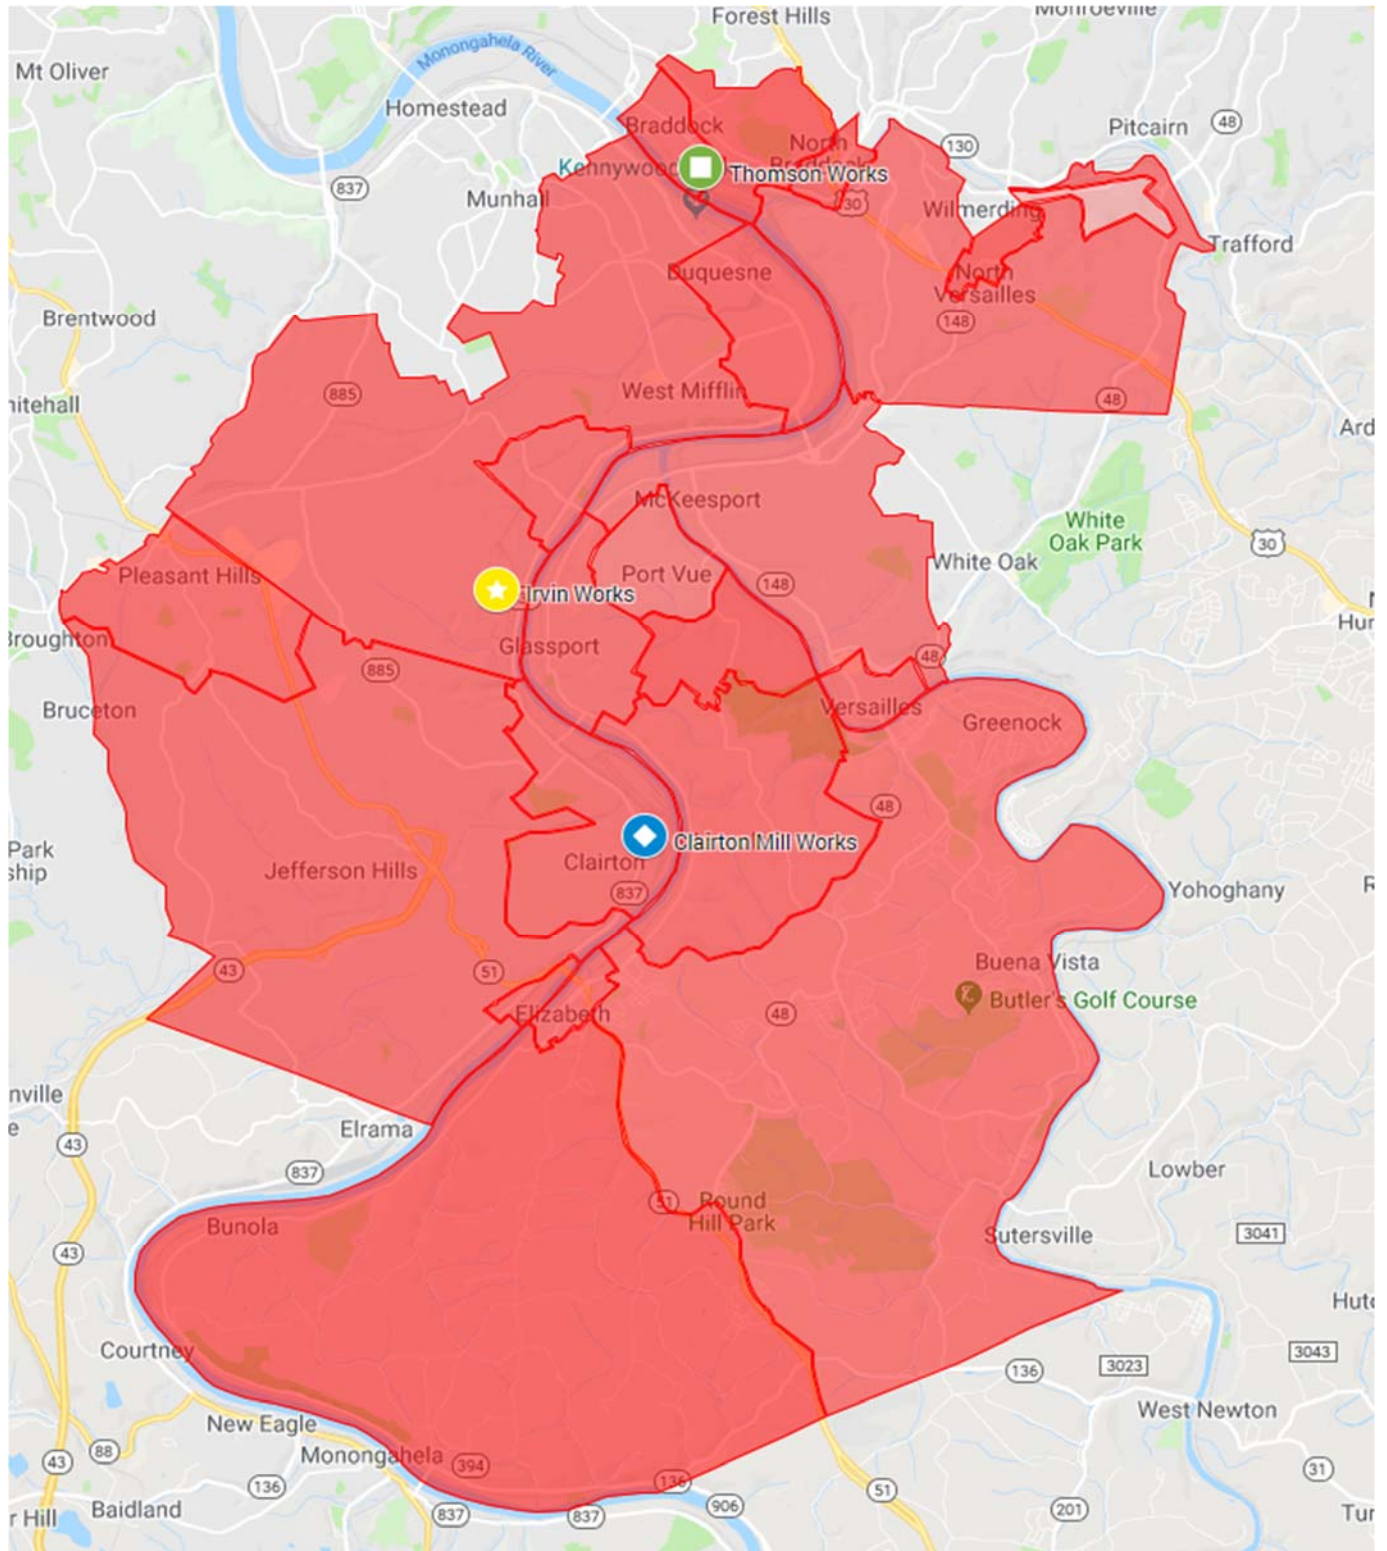 Forest Hills
Monroeville
Mt Oliver
Monongahela River
Homestead
Braddock
Pitcairn
48
130
North
Braddock
Kennywood
Thomson Works
837
Munhall
30
Wilmerding
Trafford
Duquesne
North
Versailles
148
Brentwood
885
West Mifflin
48
hitehall
Ard
McKeesport
White
Oak Park
30
White Oak
Pleasant Hills
Port Vue
148
Irvin Works
Broughton
Glassport
48
885
Bruceton
Versailles
Greenock
48
Park
ship
Clairton Mill Works
Jefferson Hills
Clairton
837
Yohoghany
43
51
Buena Vista
Butler's Golf Course
Elizabeth
48
nville
e
Elrama
43
837
Lowber
51
Round
Hill Park
Bunola
Sutersville
3041
43
Courtney
3043
3023
136
New Eagle
West Newton
Monongahela
88
43
394
136
31
136
51
906
201
r Hill
Baidland
837
837